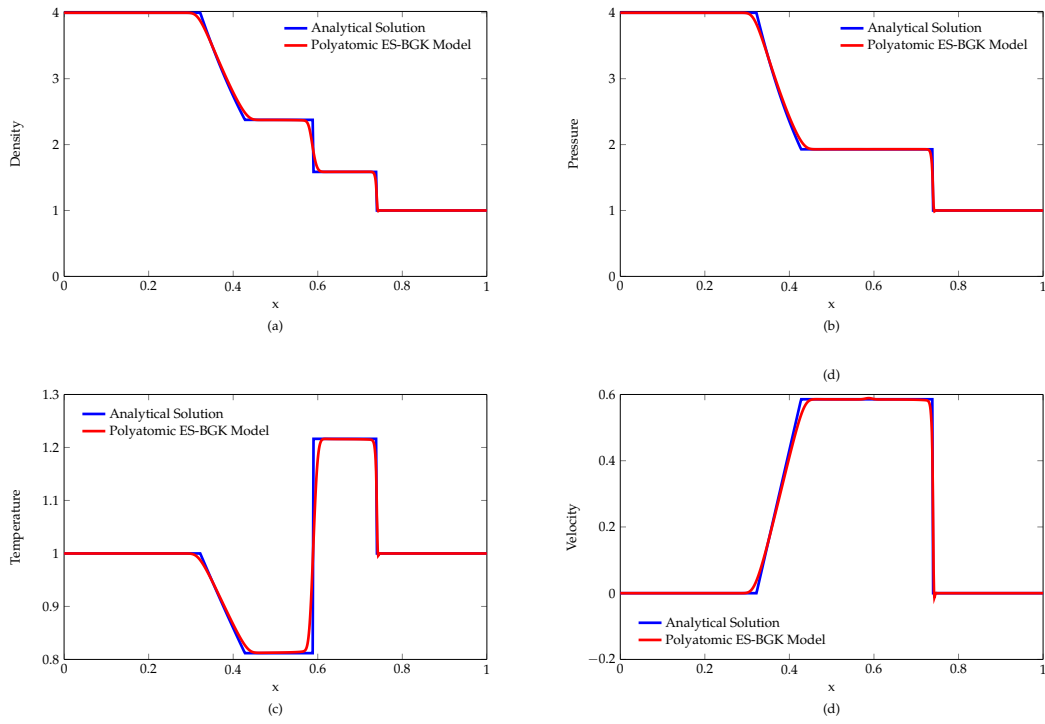 4
3
2
1
0
Density
Analytical Solution
Polyatomic ES-BGK Model
0 0.2 0.4 0.6 0.8 1
x
(a)
4
3
2
1
0
Pressure
Analytical Solution
Polyatomic ES-BGK Model
0 0.2 0.4 0.6 0.8 1
x
(b)
1.3
1.2
1.1
1
0.9
0.8
Temperature
Analytical Solution
Polyatomic ES-BGK Model
0 0.2 0.4 0.6 0.8 1
x
(c)
(d)
0.6
0.4
0.2
0
−0.2
Velocity
Analytical Solution
Polyatomic ES-BGK Model
0 0.2 0.4 0.6 0.8 1
x
(d)